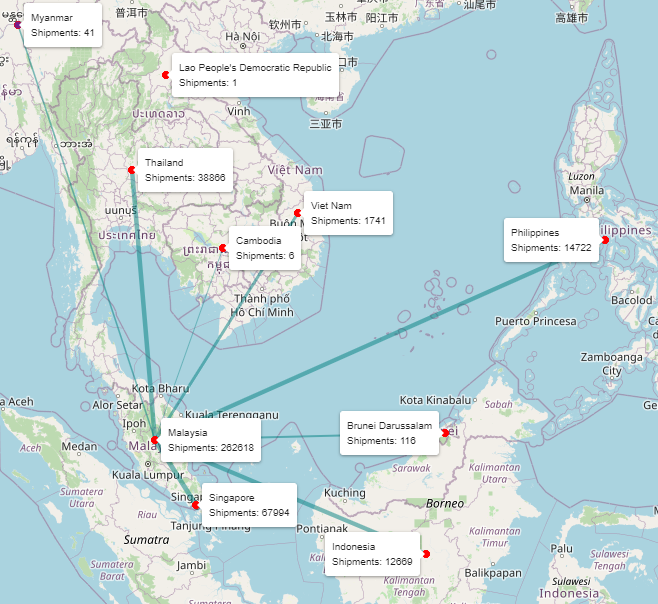 普洱市
钦州市
玉林市
阳江市
汕尾市
高雄市
北海市
Myanmar
Shipments: 41
Hà Nội
Lao People's Democratic Republic
Shipments: 1
Vinh
三亚市
Thailand
Shipments: 38866
Việt Nam
Luzon
Manila
Viet Nam
Shipments: 1741
Philippines
Shipments: 14722
Cambodia
Shipments: 6
Bacolod
Thành phố
Hồ Chí Minh
Puerto Princesa
Zamboanga
City
Kota Bharu
Alor Setar
Kuala Terengganu
Ipoh
Kota Kinabalu
Sabah
Malaysia
Shipments: 262618
Brunei Darussalam
Shipments: 116
Medan
Kuala Lumpur
Sarawak
Kalimantan
Utara
Sumatera
Utara
Singapore
Shipments: 67994
Kuching
Borneo
Riau
Tanjung Pinang
Pontianak
Kalimantan
Timur
Sumatra
Indonesia
Shipments: 12669
Palu
Sulawesi
Tengah
Sumatera
Barat
Jambi
Balikpapan
Kalimantan
Tengah
Sulawesi
Indonesia